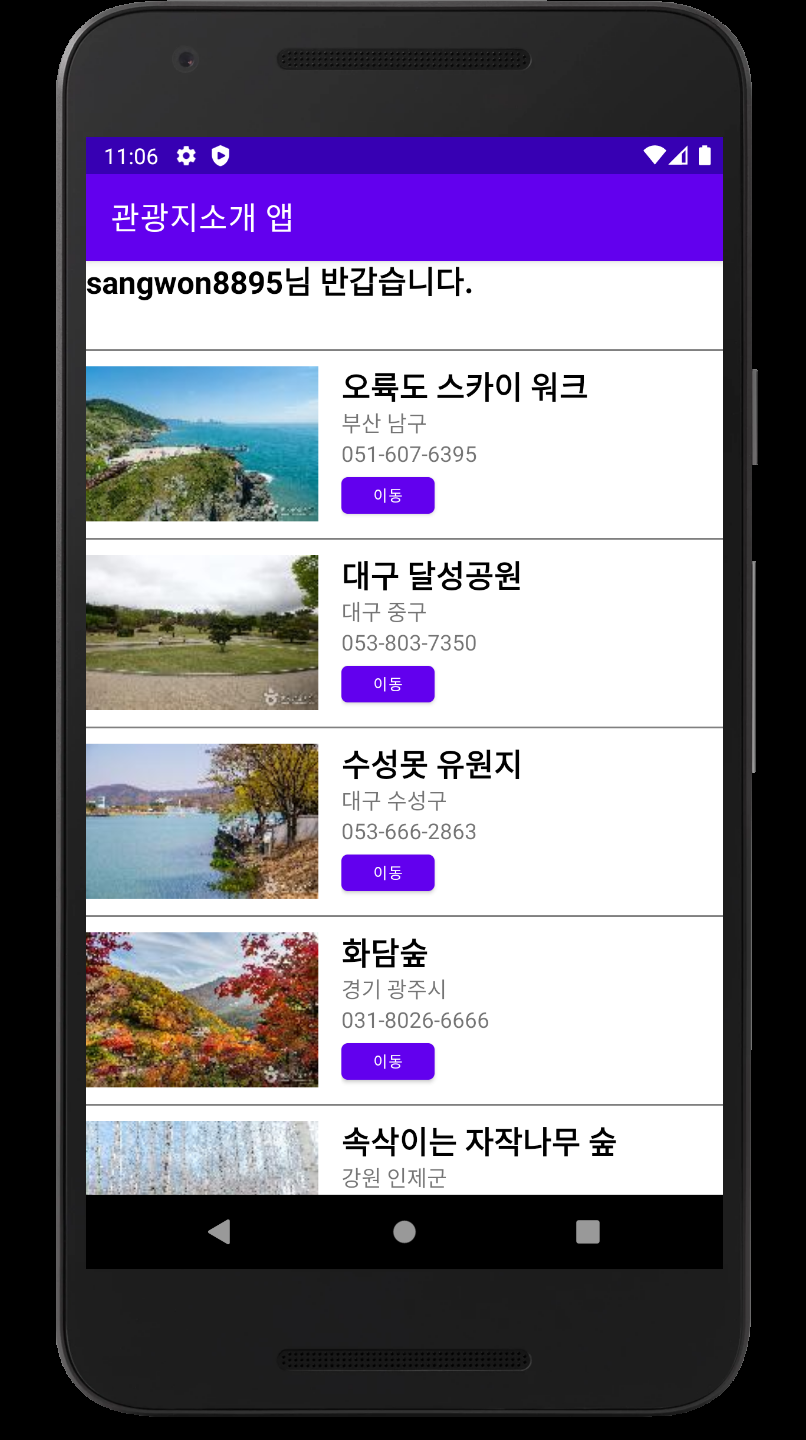 11:06
관광지소개 앱
sangwon8895님 반갑습니다.
오륙도 스카이 워크
부산 남구
051-607-6395
이동
대구 달성공원
대구 중구
053-803-7350
이동
수성못 유원지
대구 수성구
053-666-2863
이동
화담숲
경기 광주시
031-8026-6666
이동
속삭이는 자작나무 숲
강원 인제군